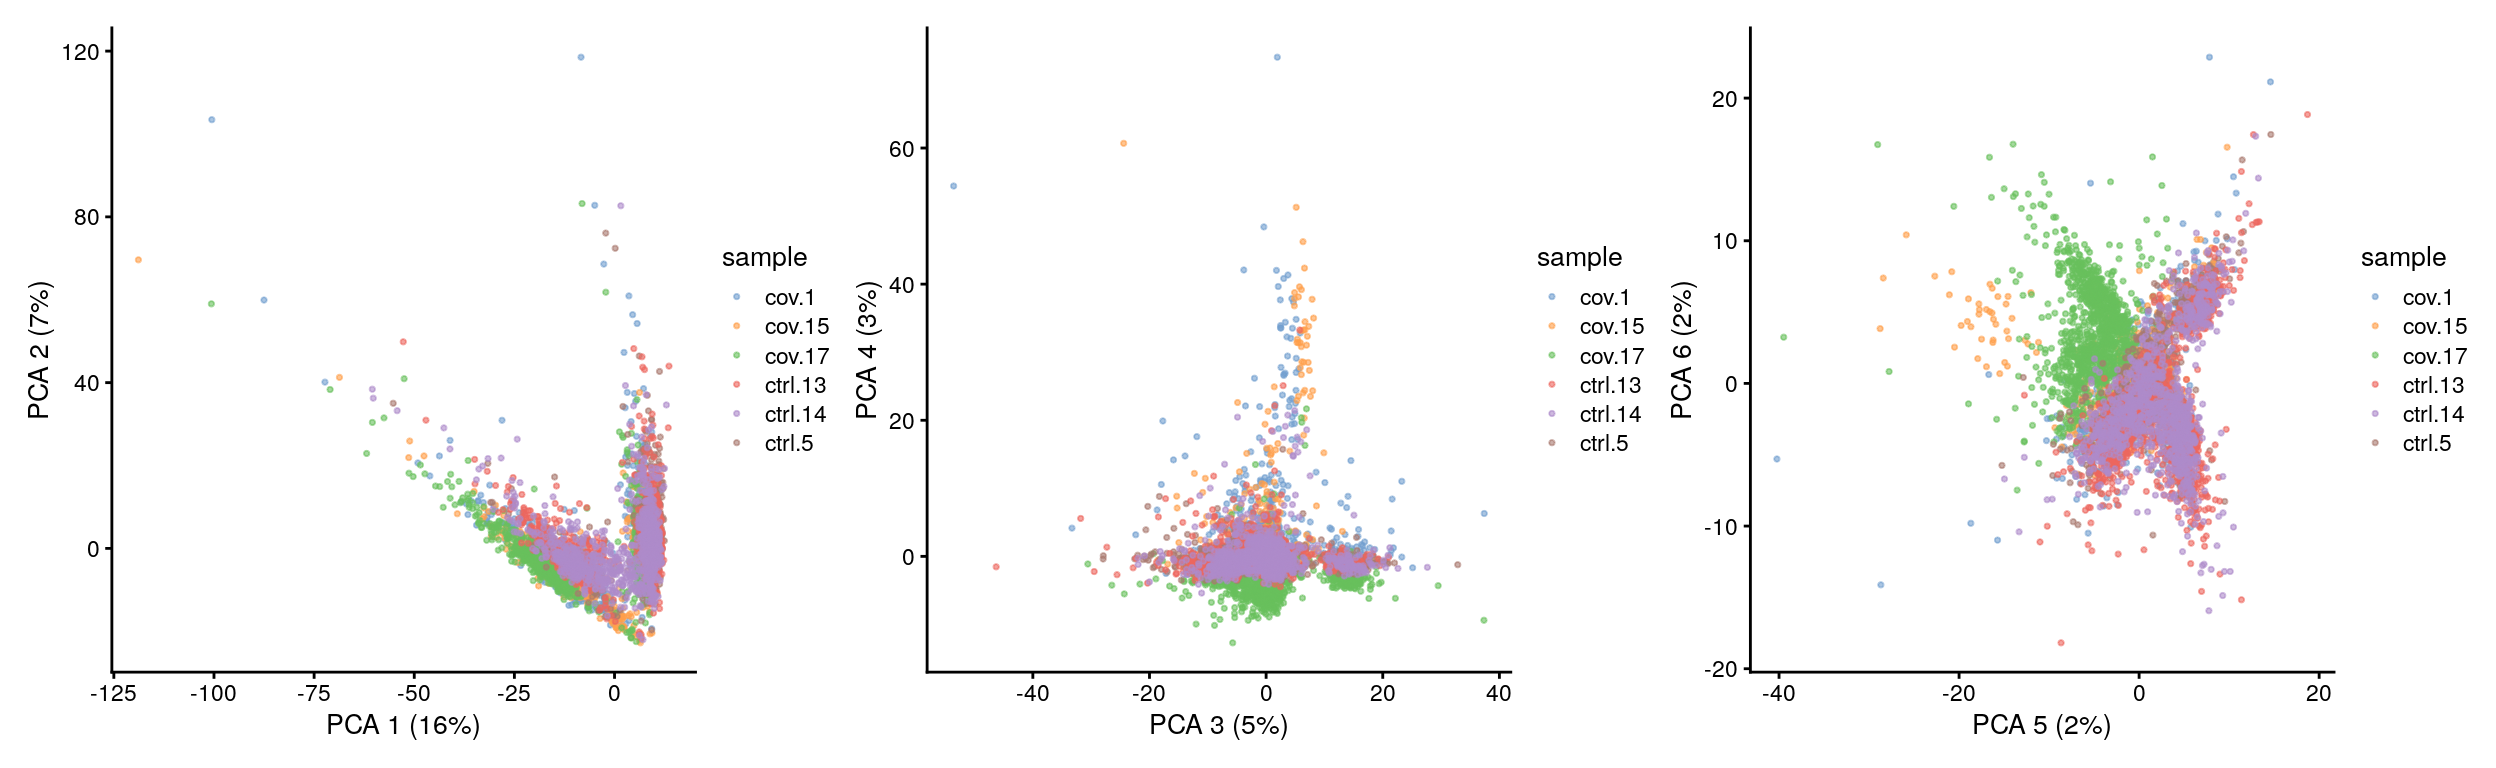 120
80
40
0
PCA 2 (7%)
-125 -100 -75 -50 -25 0
PCA 1 (16%)
sample
cov.1
cov.15
cov.17
ctrl.13
ctrl.14
ctrl.5
60
40
20
0
PCA 4 (3%)
-40 -20 0 20 40
PCA 3 (5%)
sample
cov.1
cov.15
cov.17
ctrl.13
ctrl.14
ctrl.5
20
10
0
-10
-20
PCA 6 (2%)
-40 -20 0 20
PCA 5 (2%)
sample
cov.1
cov.15
cov.17
ctrl.13
ctrl.14
ctrl.5